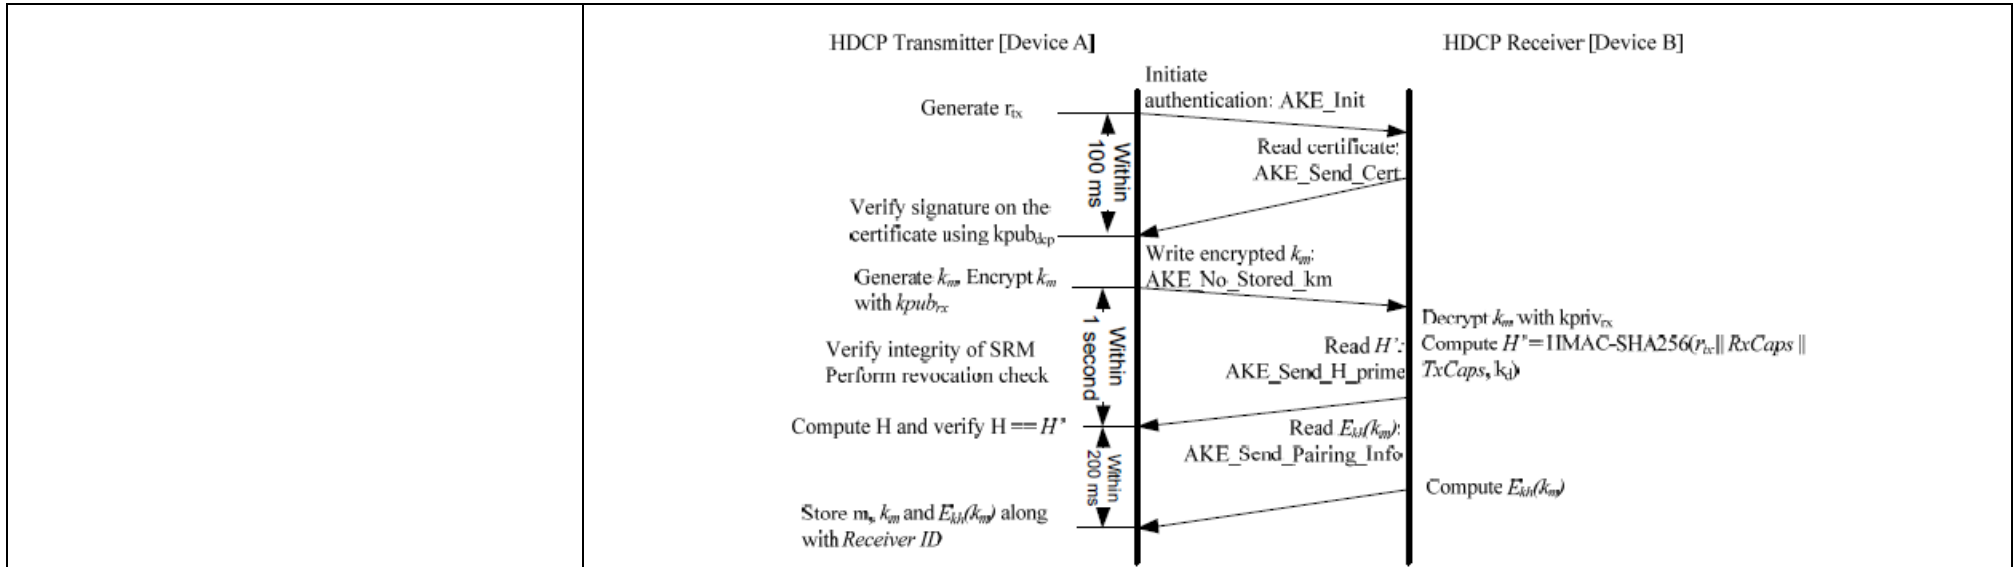 HDCP Transmitter [Device A]
HDCP Receiver [Device B]
Initiate
authentication: AKE_Init
Generate rtx
Within
100 ms
Read certificate:
AKE_Send_Cert
Verify signature on the
certificate using kpubdcp
Write encrypted km:
AKE_No_Stored_km
Generate km, Encrypt km
with kpubrx
Within
1 second
Decrypt km with kprivrx
Compute H'=HMAC-SHA256(rtx || RxCaps ||
TxCaps, kd)
Verify integrity of SRM
Perform revocation check
Read H':
AKE_Send_H_prime
Compute H and verify H == H'
Read Ekh(km):
AKE_Send_Pairing_Info
Within
200 ms
Compute Ekh(km)
Store m, km and Ekh(km) along
with Receiver ID